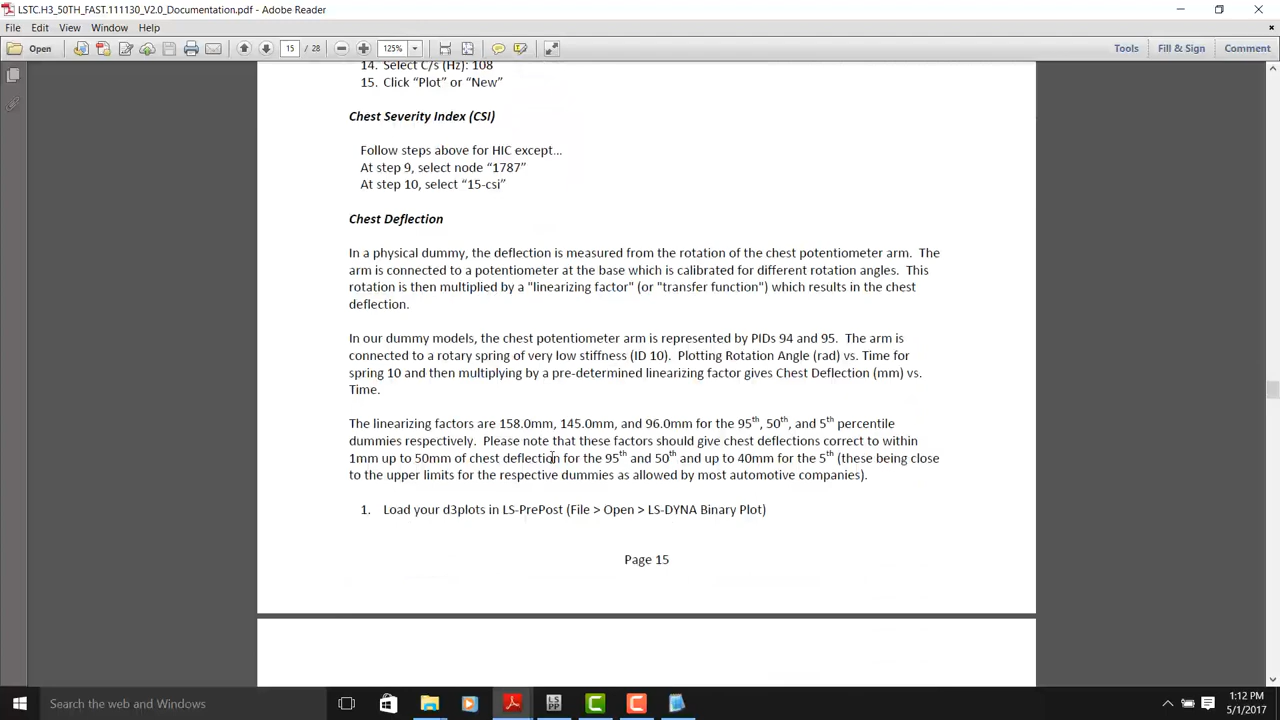 LSTC.H3_50TH_FAST.111130_V2.0_Documentation.pdf - Adobe Reader
File Edit View Window Help
Open 15 / 28 125% Tools Fill & Sign Comment
14. Select C/s (Hz): 108
15. Click “Plot” or “New”
Chest Severity Index (CSI)
Follow steps above for HIC except...
At step 9, select node “1787”
At step 10, select “15-csi”
Chest Deflection
In a physical dummy, the deflection is measured from the rotation of the chest potentiometer arm. The
arm is connected to a potentiometer at the base which is calibrated for different rotation angles. This
rotation is then multiplied by a "linearizing factor" (or "transfer function") which results in the chest
deflection.
In our dummy models, the chest potentiometer arm is represented by PIDs 94 and 95. The arm is
connected to a rotary spring of very low stiffness (ID 10). Plotting Rotation Angle (rad) vs. Time for
spring 10 and then multiplying by a pre-determined linearizing factor gives Chest Deflection (mm) vs.
Time.
The linearizing factors are 158.0mm, 145.0mm, and 96.0mm for the 95th, 50th, and 5th percentile
dummies respectively. Please note that these factors should give chest deflections correct to within
1mm up to 50mm of chest deflection for the 95th and 50th and up to 40mm for the 5th (these being close
to the upper limits for the respective dummies as allowed by most automotive companies).
1. Load your d3plots in LS-PrePost (File > Open > LS-DYNA Binary Plot)
Page 15
Search the web and Windows
LS
PP
1:12 PM
5/1/2017